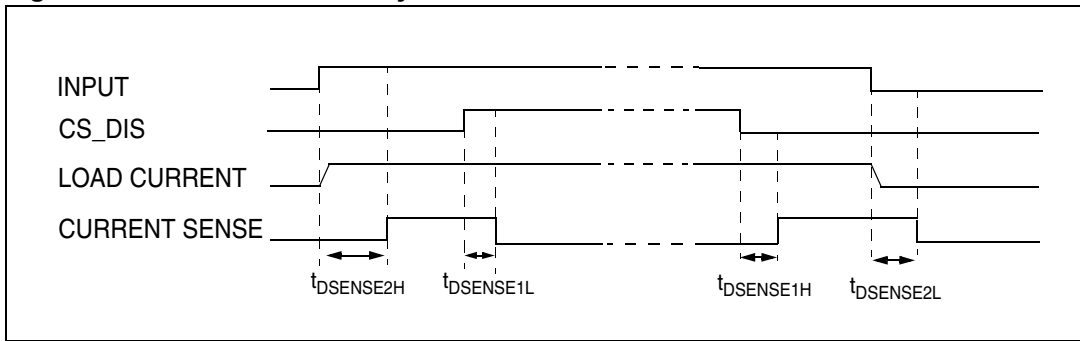 INPUT
CS_DIS
LOAD CURRENT
CURRENT SENSE
tDSENSE2H tDSENSE1L tDSENSE1H tDSENSE2L